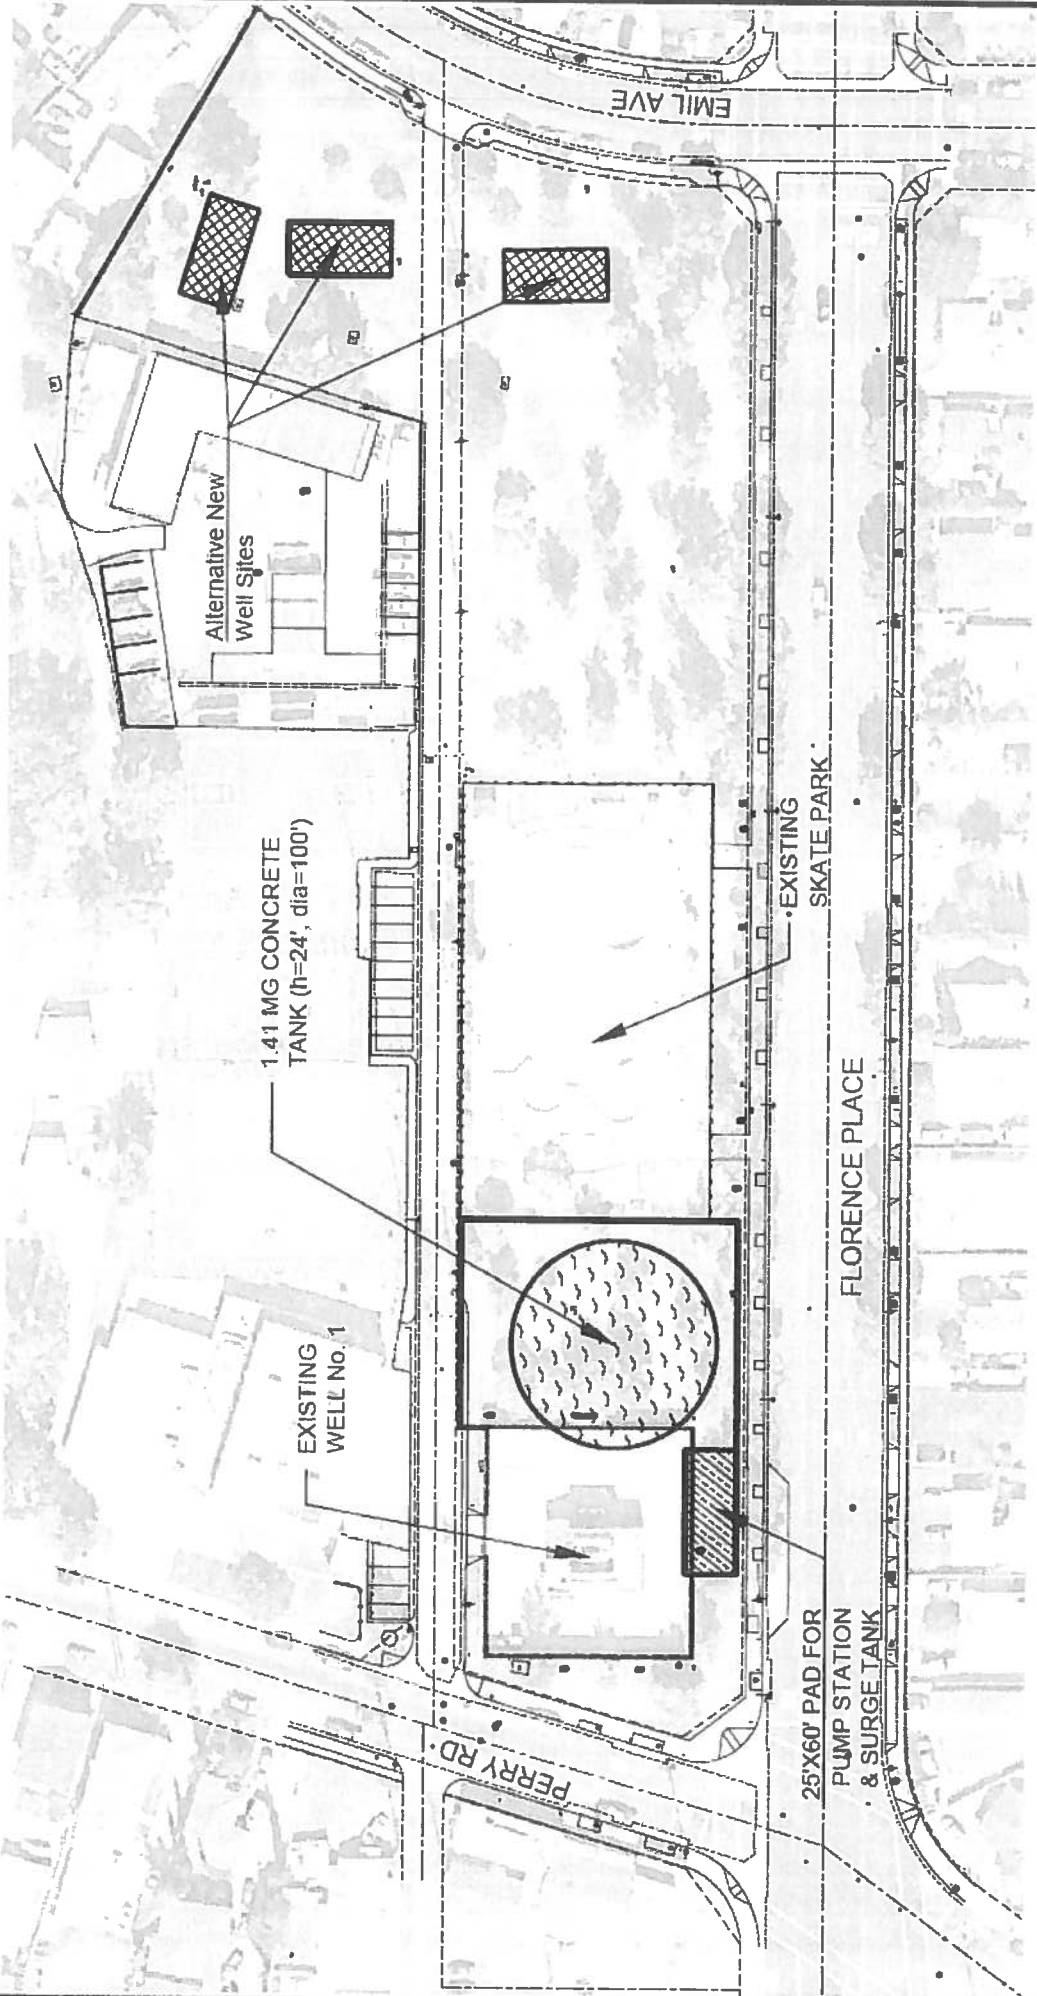 EMIL AVE
Alternative New
Well Sites
1.41 MG CONCRETE
TANK (h=24', dia=100')
EXISTING
SKATE PARK
EXISTING
WELL No. 1
FLORENCE PLACE
PERRY RD
25'X60' PAD FOR
PUMP STATION
& SURGE TANK